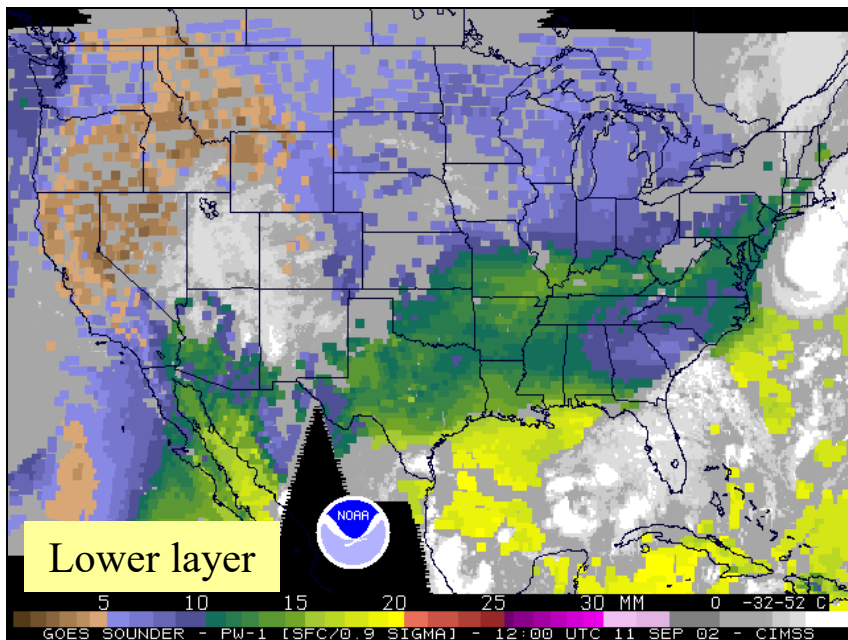 NOAA
Lower layer
5 10 15 20 25 30 MM 0 -32-52 C
GOES SOUNDER - PW-1 [SFC/0.9 SIGMA] - 12:00 UTC 11 SEP 02 CIMSS